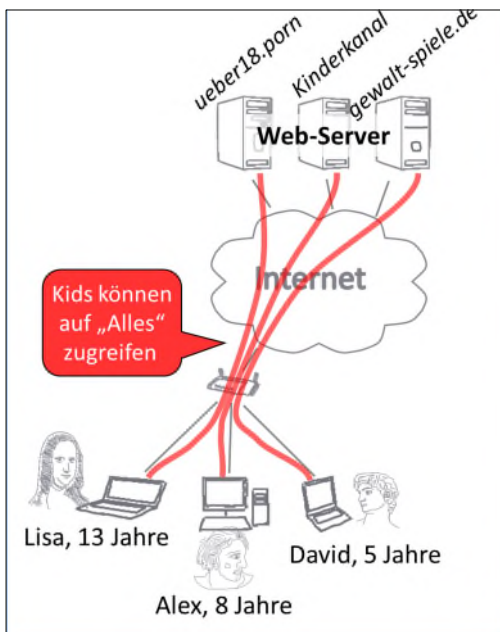 ueber18.porn
Kinderkanal
gewalt-spiele.de
Web-Server
Internet
Kids können
auf „Alles“
zugreifen
Lisa, 13 Jahre
David, 5 Jahre
Alex, 8 Jahre